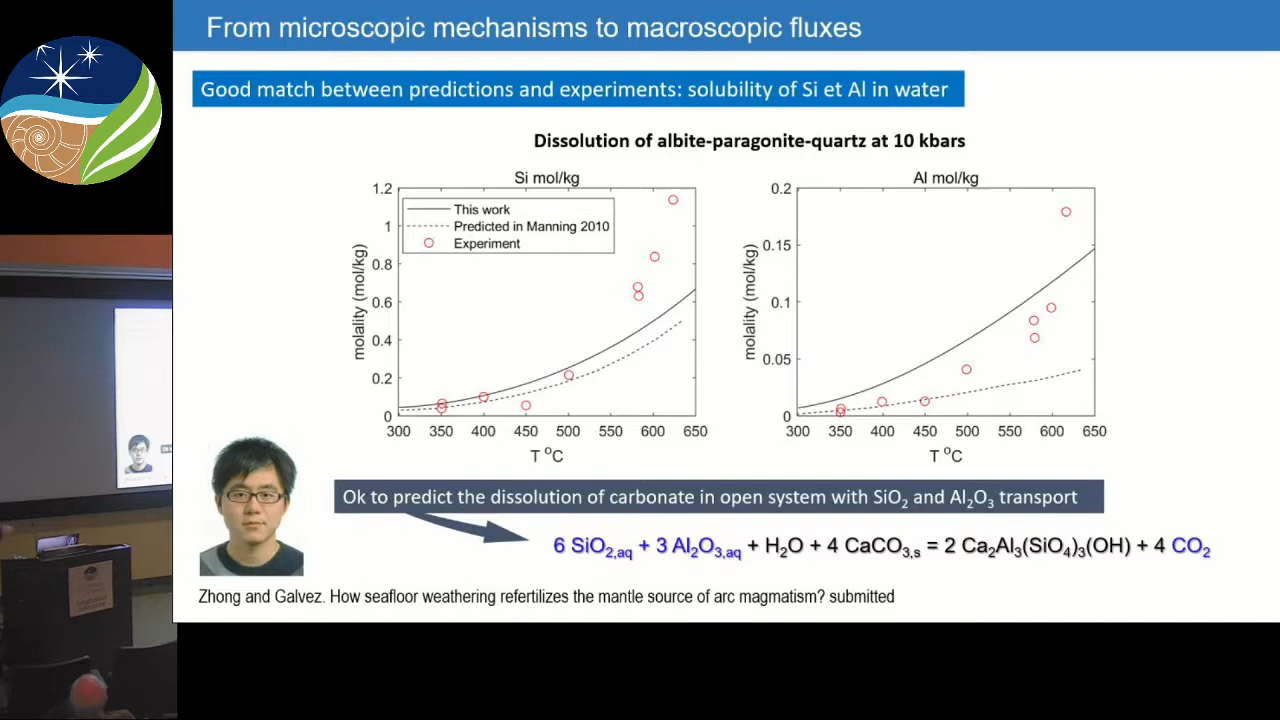 From microscopic mechanisms to macroscopic fluxes
Good match between predictions and experiments: solubility of Si et Al in water
Dissolution of albite-paragonite-quartz at 10 kbars
Si mol/kg
1.2
1
0.8
0.6
0.4
0.2
0
molality (mol/kg)
This work
Predicted in Manning 2010
Experiment
300 350 400 450 500 550 600 650
T °C
Al mol/kg
0.2
0.15
0.1
0.05
0
molality (mol/kg)
300 350 400 450 500 550 600 650
T °C
Ok to predict the dissolution of carbonate in open system with SiO₂ and Al₂O₃ transport
6 SiO₂,aq + 3 Al₂O₃,aq + H₂O + 4 CaCO₃,s = 2 Ca₂Al₃(SiO₄)₃(OH) + 4 CO₂
Zhong and Galvez. How seafloor weathering refertilizes the mantle source of arc magmatism? submitted